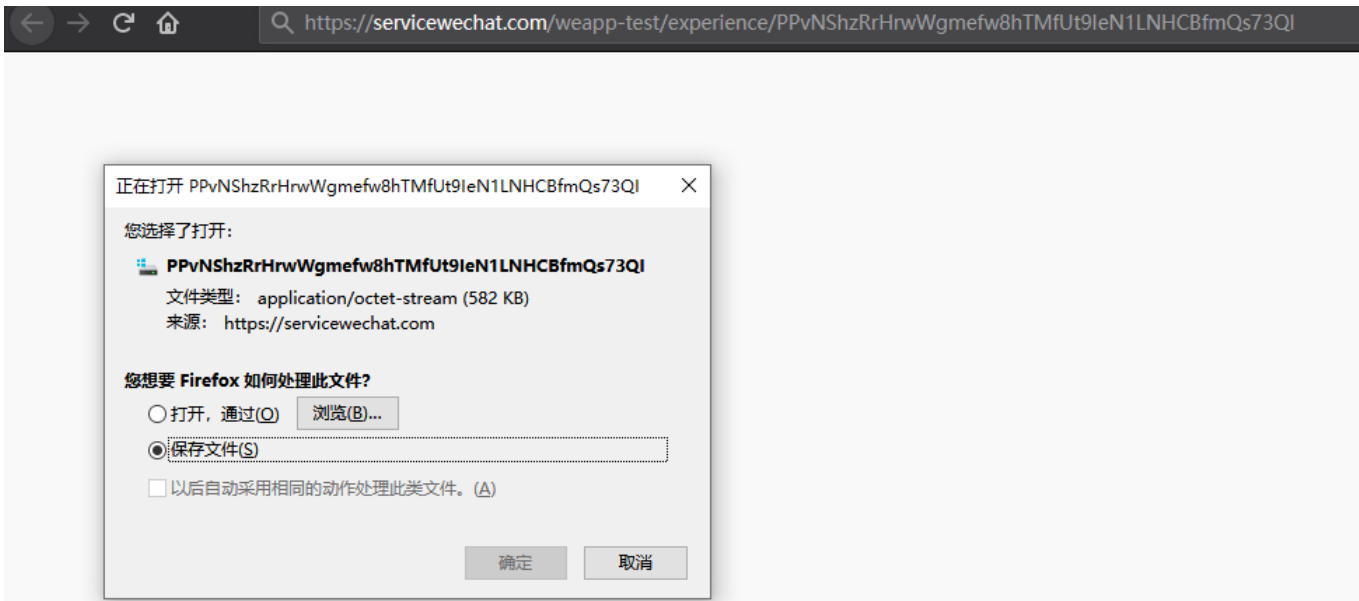 https://servicewechat.com/weapp-test/experience/PPvNShzRrHrwWgmefw8hTMfUt9IeN1LNHCBfmQs73QI
正在打开 PPvNShzRrHrwWgmefw8hTMfUt9IeN1LNHCBfmQs73QI
您选择了打开:
PPvNShzRrHrwWgmefw8hTMfUt9IeN1LNHCBfmQs73QI
文件类型: application/octet-stream (582 KB)
来源: https://servicewechat.com
您想要 Firefox 如何处理此文件?
打开，通过(O) 浏览(B)...
保存文件(S)
以后自动采用相同的动作处理此类文件。(A)
确定 取消